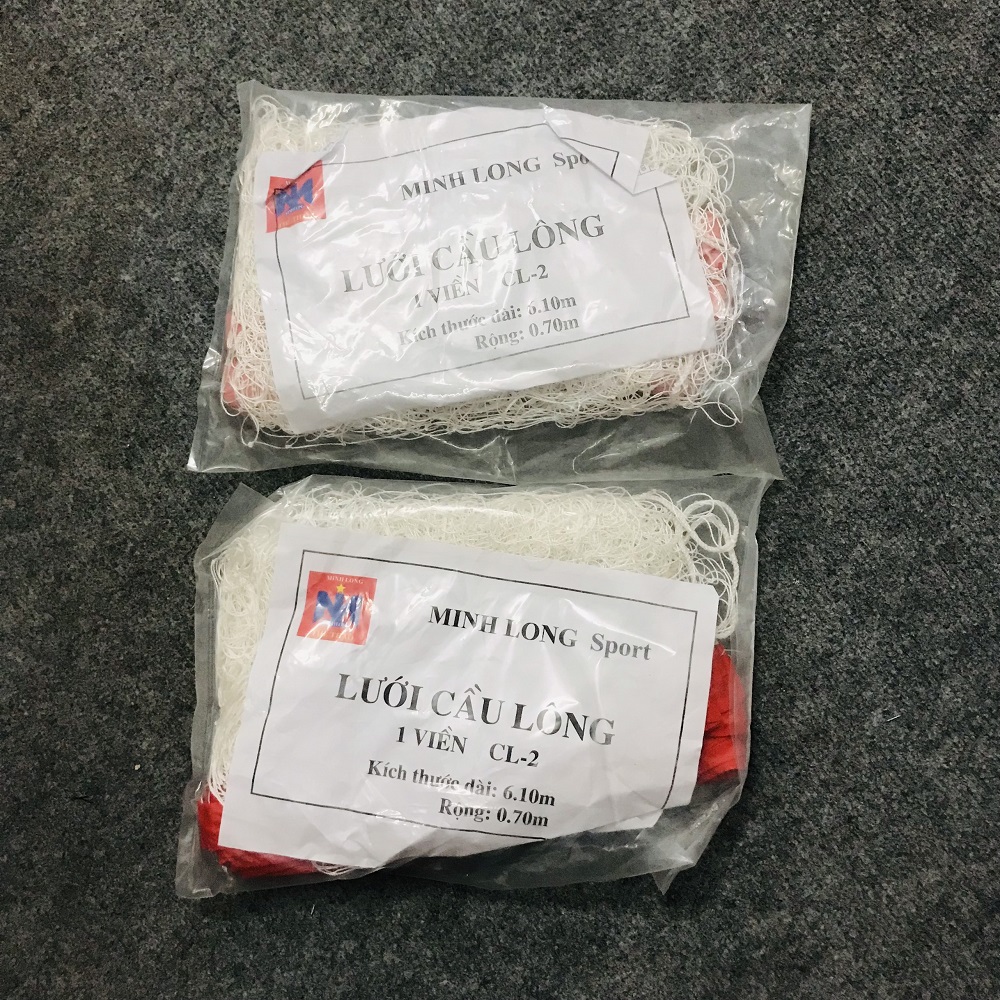 MINH LONG Spo
LƯỚI CẦU LÔNG
1 VIỀN CL-2
Kích thước dài: 6.10m
Rộng: 0.70m
MINH LONG
MINH LONG Sport
LƯỚI CẦU LÔNG
1 VIỀN CL-2
Kích thước dài: 6.10m
Rộng: 0.70m